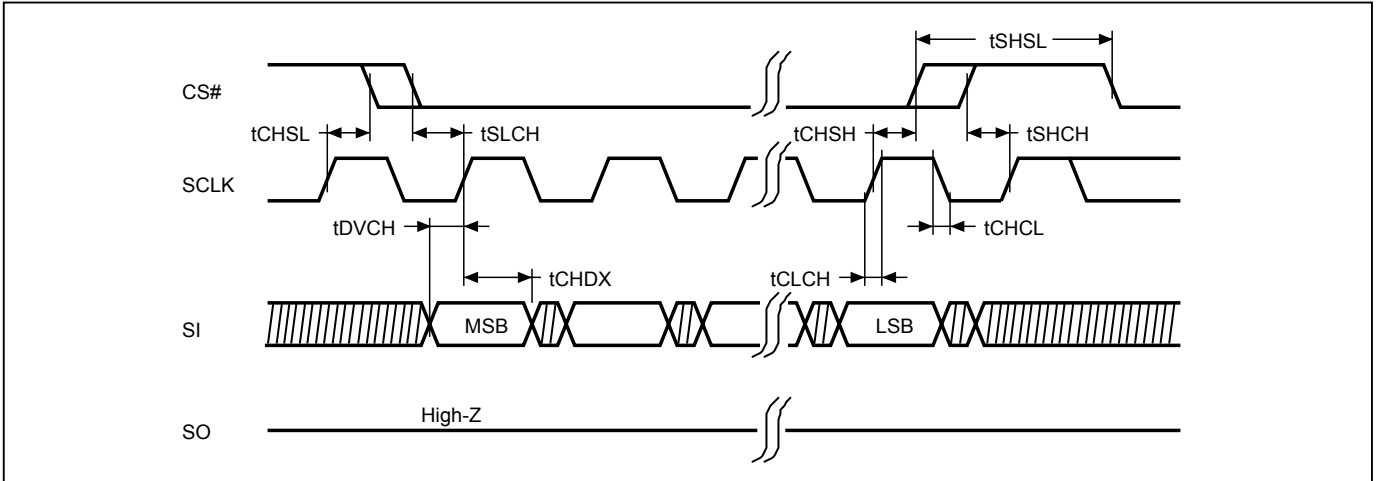 tSHSL
CS#
tCHSL
tSLCH
tCHSH
tSHCH
SCLK
tDVCH
tCHCL
tCHDX
tCLCH
SI
MSB
LSB
High-Z
SO